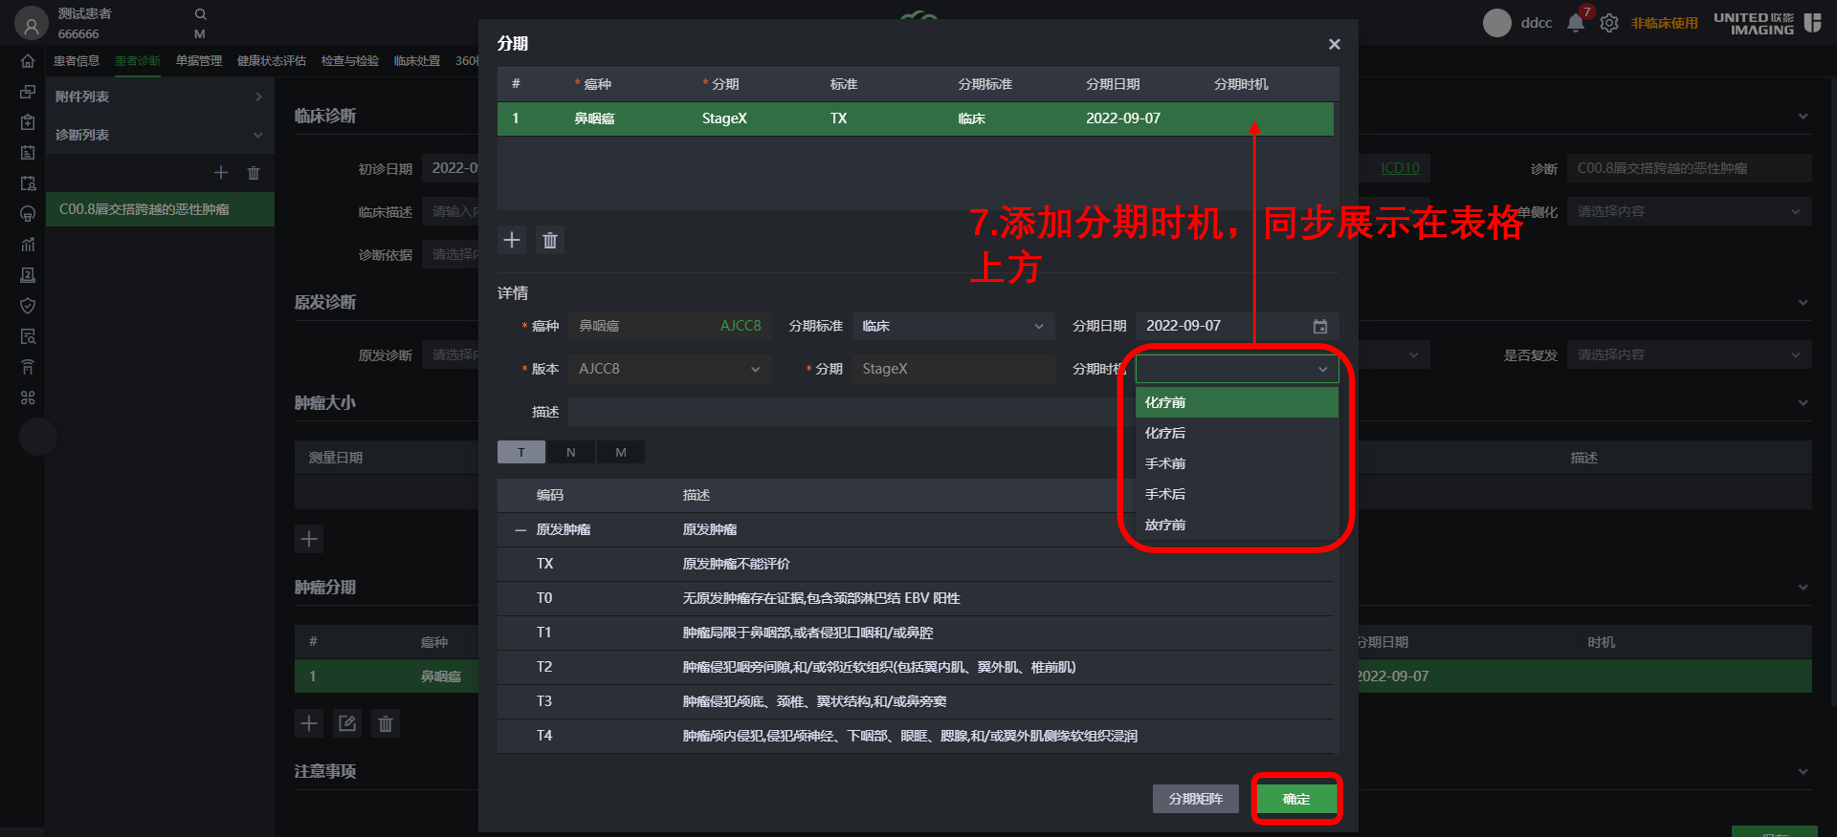 测试患者
666666
M
ddcc
7
非临床使用
UNITED 联影
IMAGING
患者信息 患者诊断 单据管理 健康状态评估 检查与检验 临床处置
附件列表
诊断列表
C00.8唇交搭跨越的恶性肿瘤
临床诊断
初诊日期 2022-0
ICD10
诊断 C00.8唇交搭跨越的恶性肿瘤
临床描述 请输入
单侧化 请选择内容
诊断依据 请选择
原发诊断
原发诊断 请选择
是否复发 请选择内容
肿瘤大小
测量日期
描述
肿瘤分期
# 癌种
分期日期 时机
1 鼻咽癌
2022-09-07
注意事项
分期
# * 癌种 * 分期 标准 分期标准 分期日期 分期时机
1 鼻咽癌 StageX TX 临床 2022-09-07
7.添加分期时机，同步展示在表格
上方
详情
* 癌种 鼻咽癌 AJCC8 分期标准 临床 分期日期 2022-09-07
* 版本 AJCC8 * 分期 StageX 分期时机
描述
化疗前
化疗后
手术前
手术后
放疗前
T N M
编码 描述
原发肿瘤 原发肿瘤
TX 原发肿瘤不能评价
T0 无原发肿瘤存在证据,包含颈部淋巴结 EBV 阳性
T1 肿瘤局限于鼻咽部,或者侵犯口咽和/或鼻腔
T2 肿瘤侵犯咽旁间隙,和/或邻近软组织(包括翼内肌、翼外肌、椎前肌)
T3 肿瘤侵犯颅底、颈椎、翼状结构,和/或鼻旁窦
T4 肿瘤颅内侵犯,侵犯颅神经、下咽部、眼眶、腮腺,和/或翼外肌侧缘软组织浸润
分期矩阵 确定